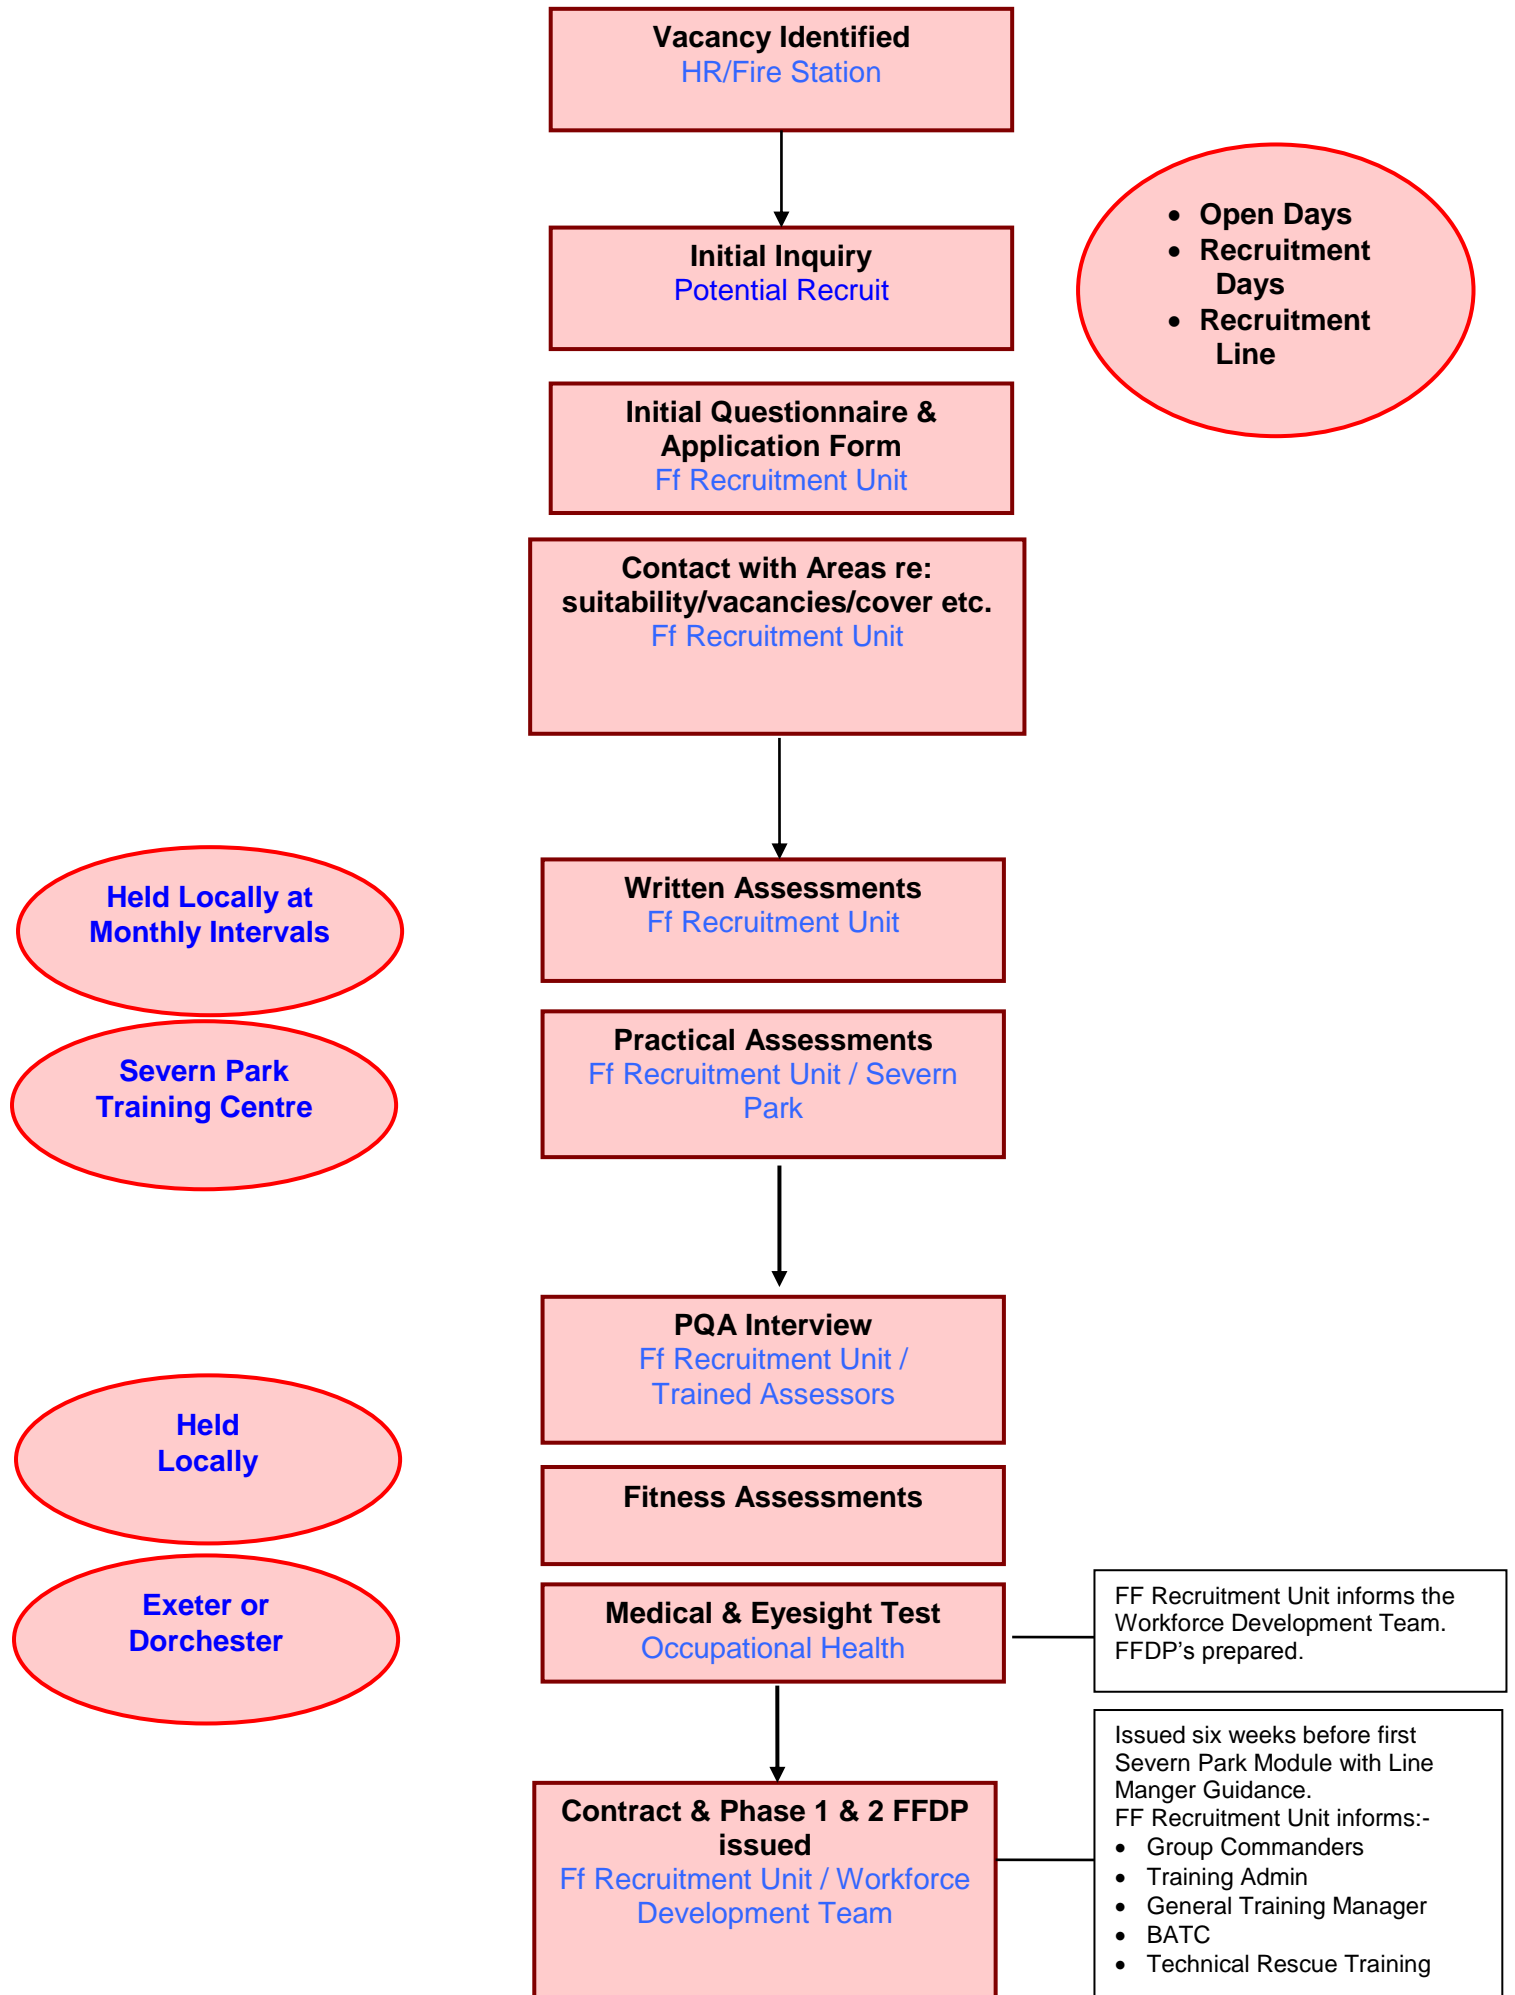 Vacancy Identified
HR/Fire Station
• Open Days
• Recruitment
Days
• Recruitment
Line
Initial Inquiry
Potential Recruit
Initial Questionnaire &
Application Form
Ff Recruitment Unit
Contact with Areas re:
suitability/vacancies/cover etc.
Ff Recruitment Unit
Held Locally at
Monthly Intervals
Written Assessments
Ff Recruitment Unit
Severn Park
Training Centre
Practical Assessments
Ff Recruitment Unit / Severn
Park
PQA Interview
Ff Recruitment Unit /
Trained Assessors
Held
Locally
Fitness Assessments
Exeter or
Dorchester
Medical & Eyesight Test
Occupational Health
FF Recruitment Unit informs the
Workforce Development Team.
FFDP's prepared.
Contract & Phase 1 & 2 FFDP
issued
Ff Recruitment Unit / Workforce
Development Team
Issued six weeks before first
Severn Park Module with Line
Manger Guidance.
FF Recruitment Unit informs:-
• Group Commanders
• Training Admin
• General Training Manager
• BATC
• Technical Rescue Training